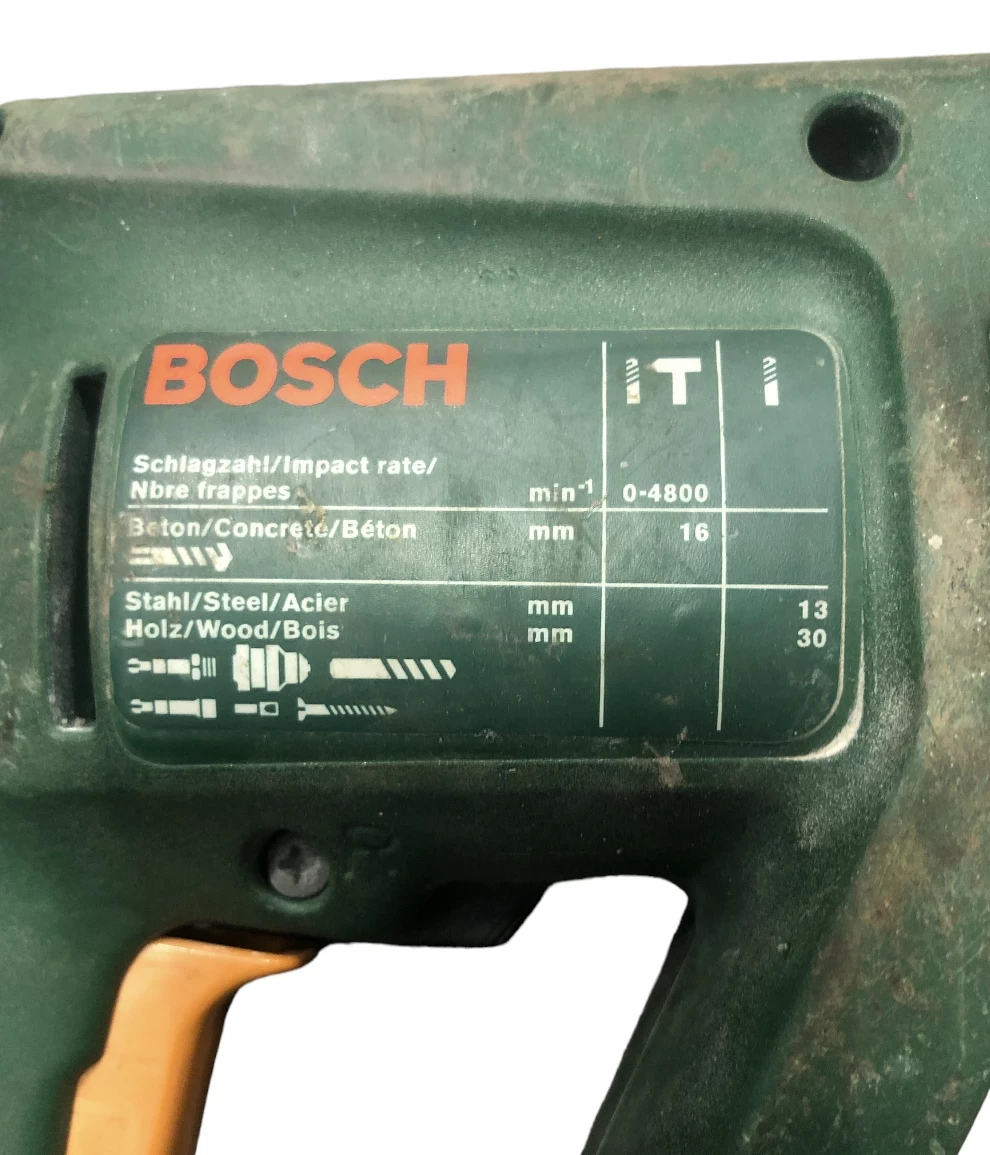 BOSCH
Schlagzahl/Impact rate/
Nbre frappes min⁻¹ 0-4800
Beton/Concrete/Béton mm 16
Stahl/Steel/Acier mm 13
Holz/Wood/Bois mm 30
P